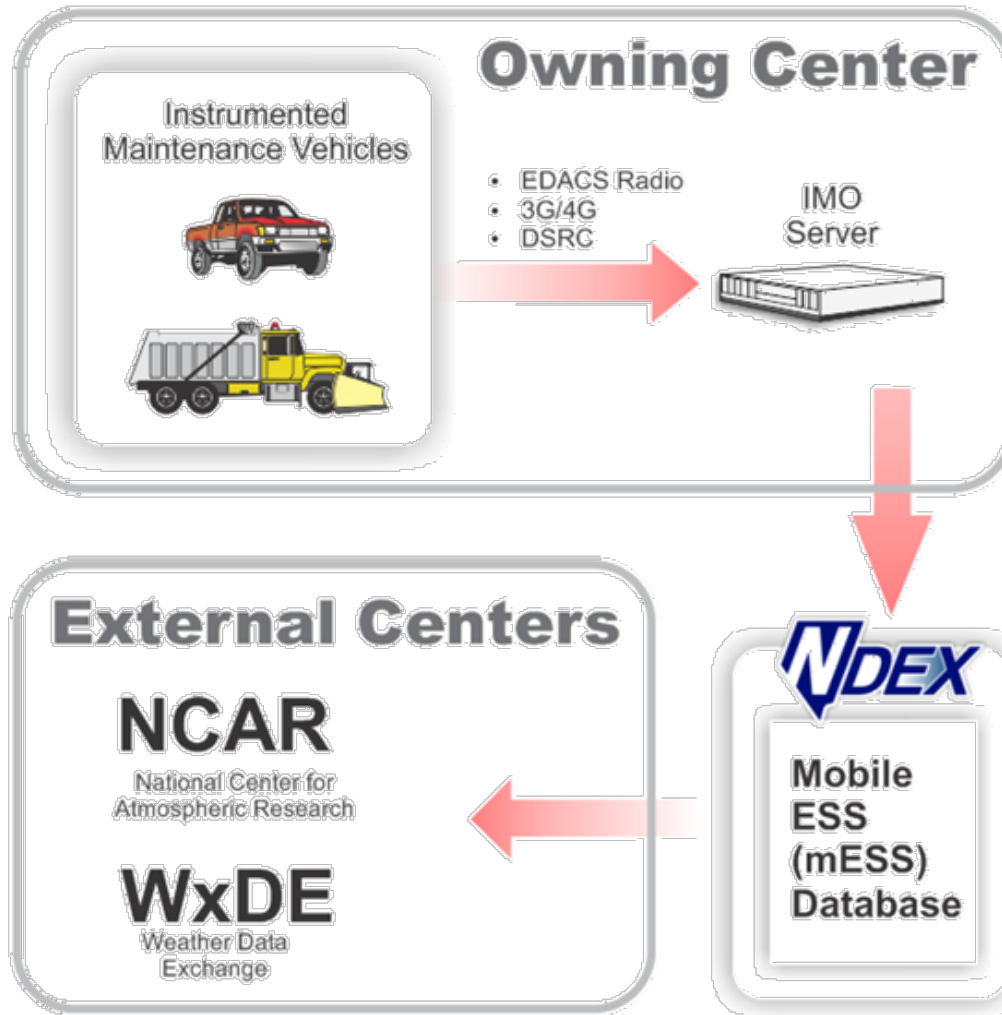 Owning Center
Instrumented
Maintenance Vehicles
• EDACS Radio
• 3G/4G
• DSRC
IMO
Server
External Centers
NCAR
National Center for
Atmospheric Research
WxDE
Weather Data
Exchange
NDEX
Mobile
ESS
(mESS)
Database